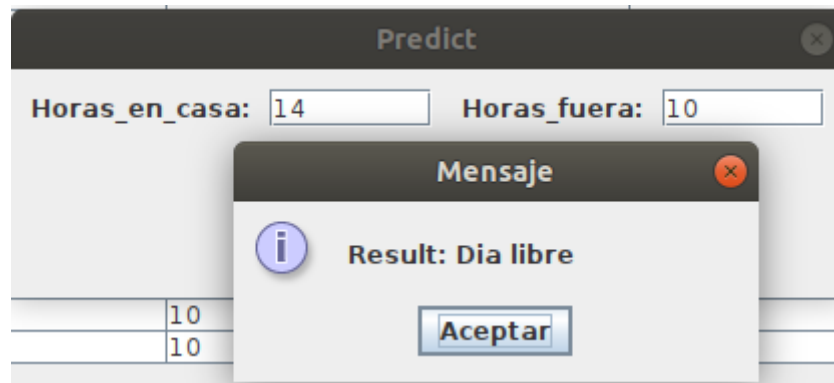 Predict
Horas_en_casa: 14 Horas_fuera: 10
Mensaje
Result: Dia libre
10
Aceptar
10